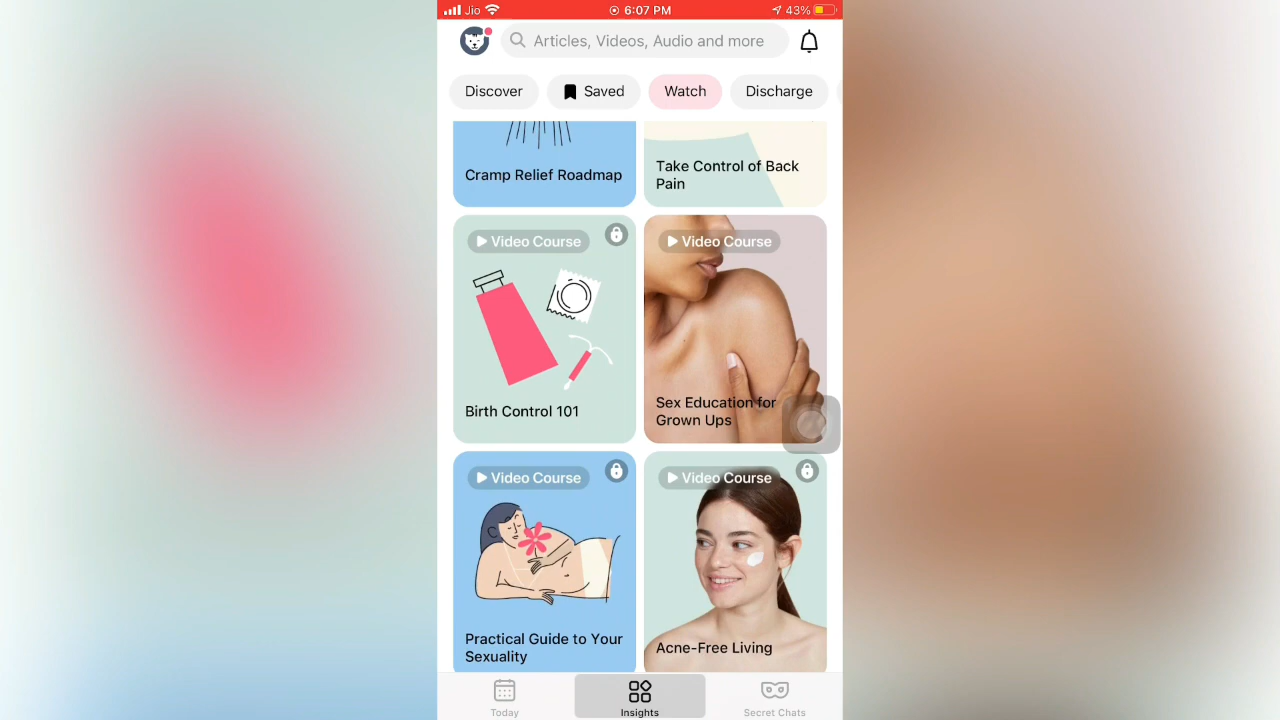 Jio 6:07 PM 43%
Articles, Videos, Audio and more
Discover Saved Watch Discharge
Cramp Relief Roadmap
Take Control of Back
Pain
Video Course
Birth Control 101
Video Course
Sex Education for
Grown Ups
Video Course
Practical Guide to Your
Sexuality
Video Course
Acne-Free Living
Today Insights Secret Chats